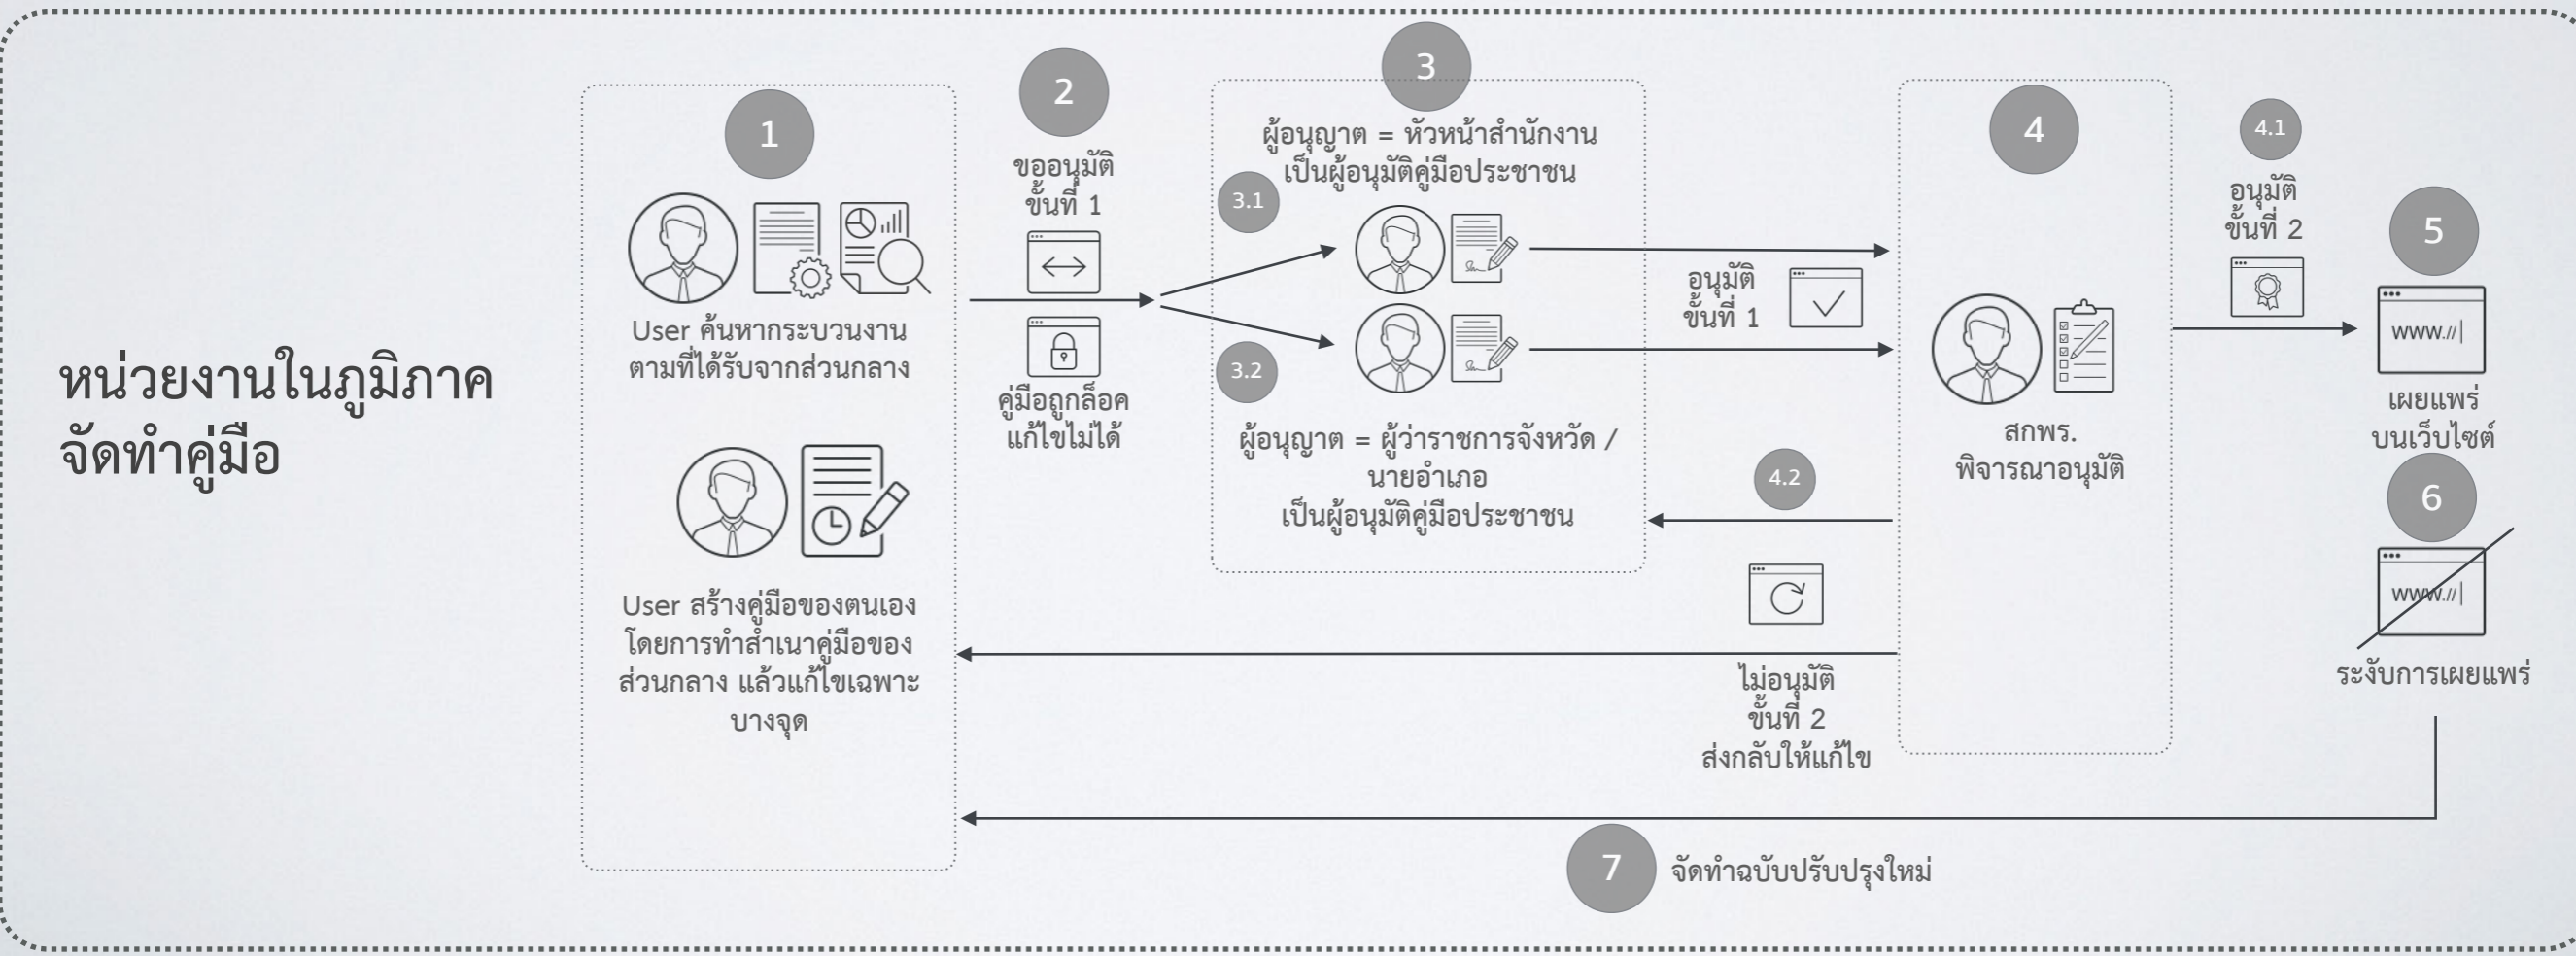 หน่วยงานในภูมิภาค
จัดทำคู่มือ
1
User ค้นหากระบวนงาน
ตามที่ได้รับจากส่วนกลาง
User สร้างคู่มือของตนเอง
โดยการทำสำเนาคู่มือของ
ส่วนกลาง แล้วแก้ไขเฉพาะ
บางจุด
2
ขออนุมัติ
ขั้นที่ 1
คู่มือถูกล็อค
แก้ไขไม่ได้
3
ผู้อนุญาต = หัวหน้าสำนักงาน
เป็นผู้อนุมัติคู่มือประชาชน
3.1
3.2
ผู้อนุญาต = ผู้ว่าราชการจังหวัด /
นายอำเภอ
เป็นผู้อนุมัติคู่มือประชาชน
อนุมัติ
ขั้นที่ 1
4
สกพร.
พิจารณาอนุมัติ
4.1
อนุมัติ
ขั้นที่ 2
4.2
ไม่อนุมัติ
ขั้นที่ 2
ส่งกลับให้แก้ไข
5
www.//
เผยแพร่
บนเว็บไซต์
6
www.//
ระงับการเผยแพร่
7
จัดทำฉบับปรับปรุงใหม่